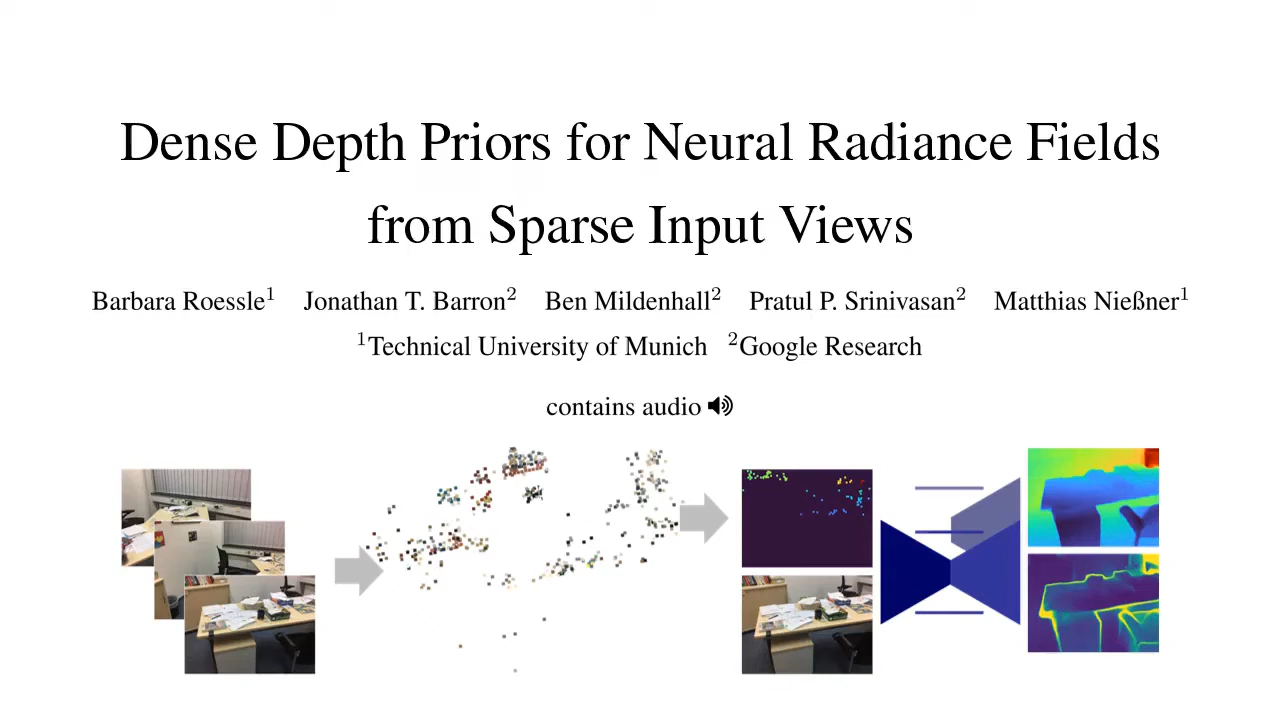 Dense Depth Priors for Neural Radiance Fields
from Sparse Input Views
Barbara Roessle¹ Jonathan T. Barron² Ben Mildenhall² Pratul P. Srinivasan² Matthias Nießner¹
¹Technical University of Munich ²Google Research
contains audio